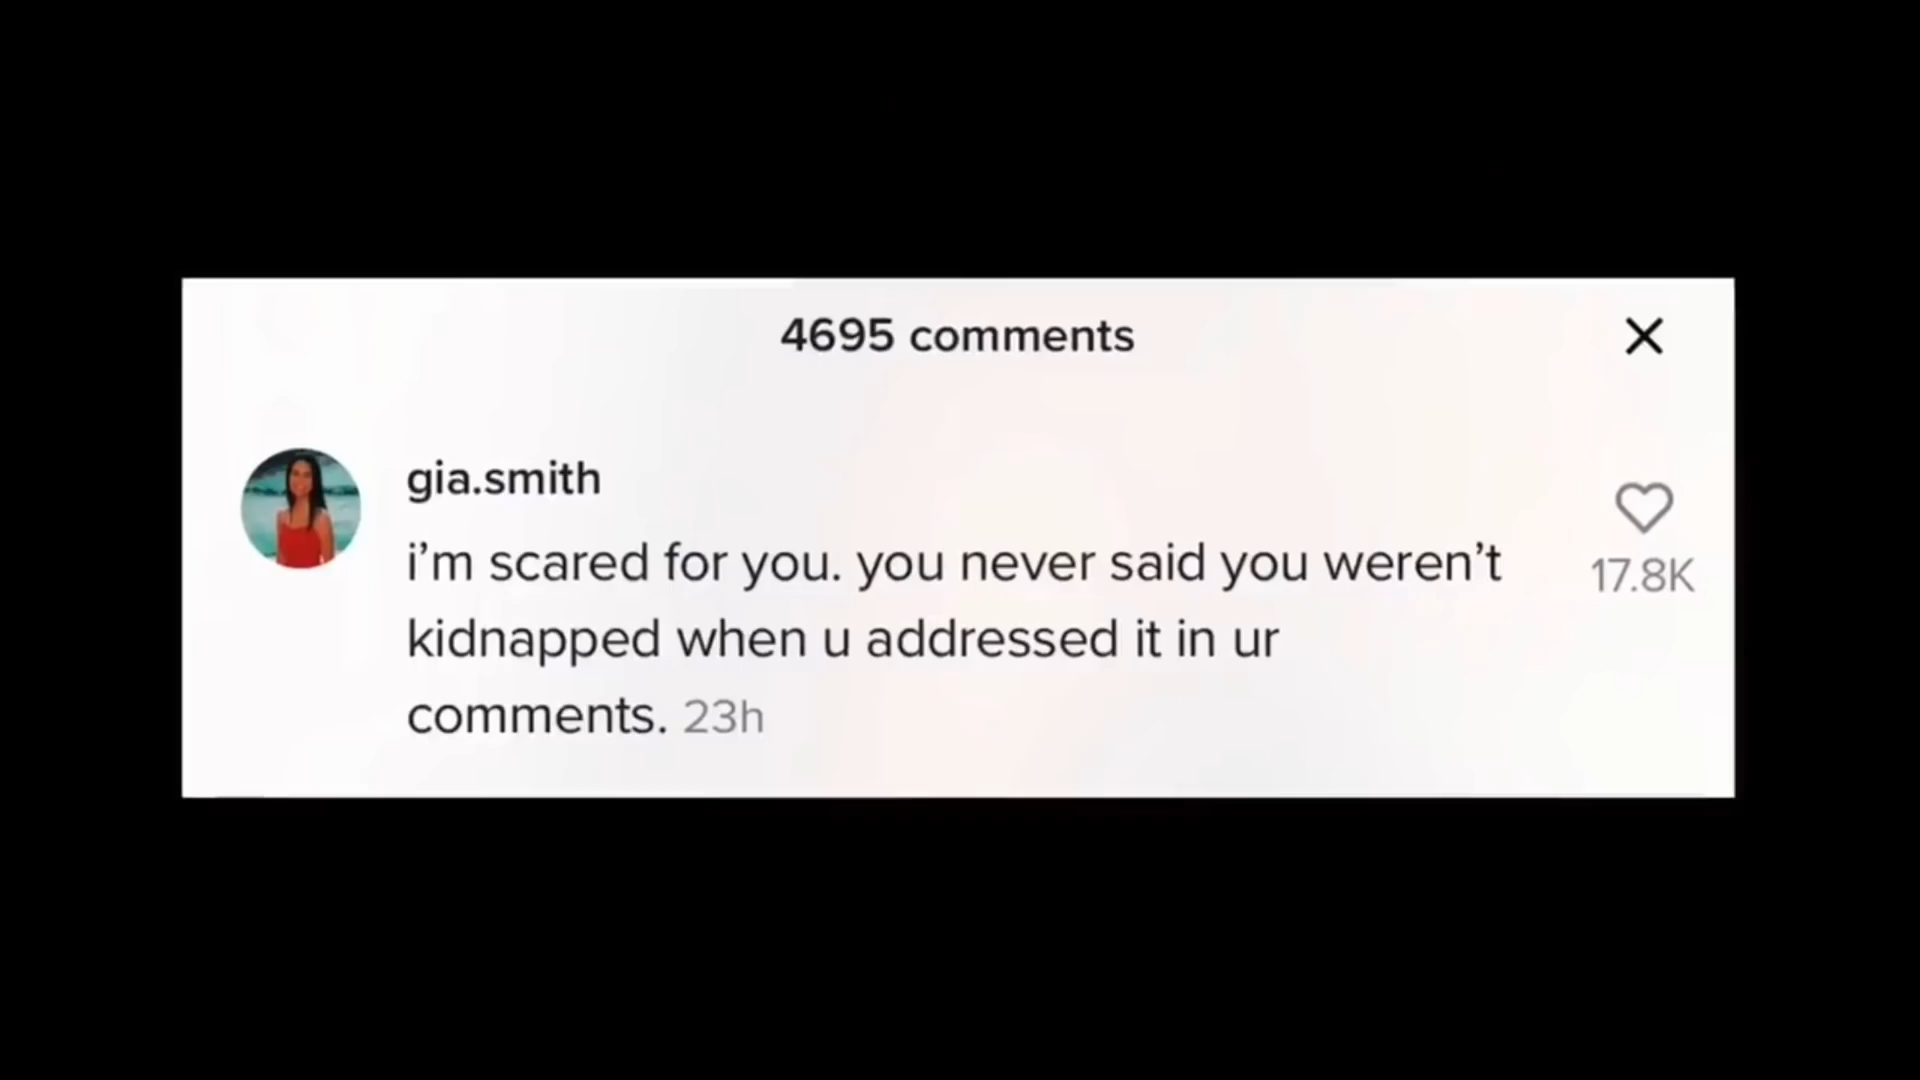 4695 comments
gia.smith
i’m scared for you. you never said you weren’t
17.8K
kidnapped when u addressed it in ur
comments. 23h